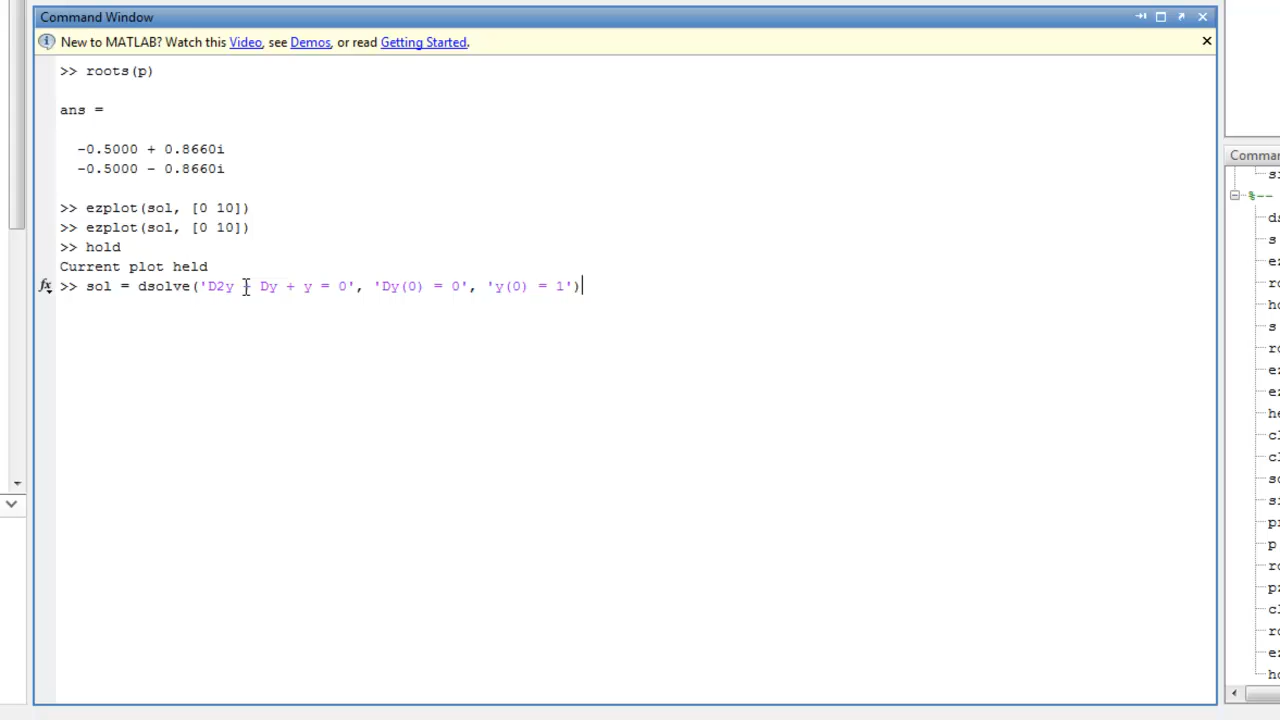 Command Window
New to MATLAB? Watch this Video, see Demos, or read Getting Started.
>> roots(p)
ans =
-0.5000 + 0.8660i
-0.5000 - 0.8660i
>> ezplot(sol, [0 10])
>> ezplot(sol, [0 10])
>> hold
Current plot held
fx >> sol = dsolve('D2y + Dy + y = 0', 'Dy(0) = 0', 'y(0) = 1')
%--
s
s
p